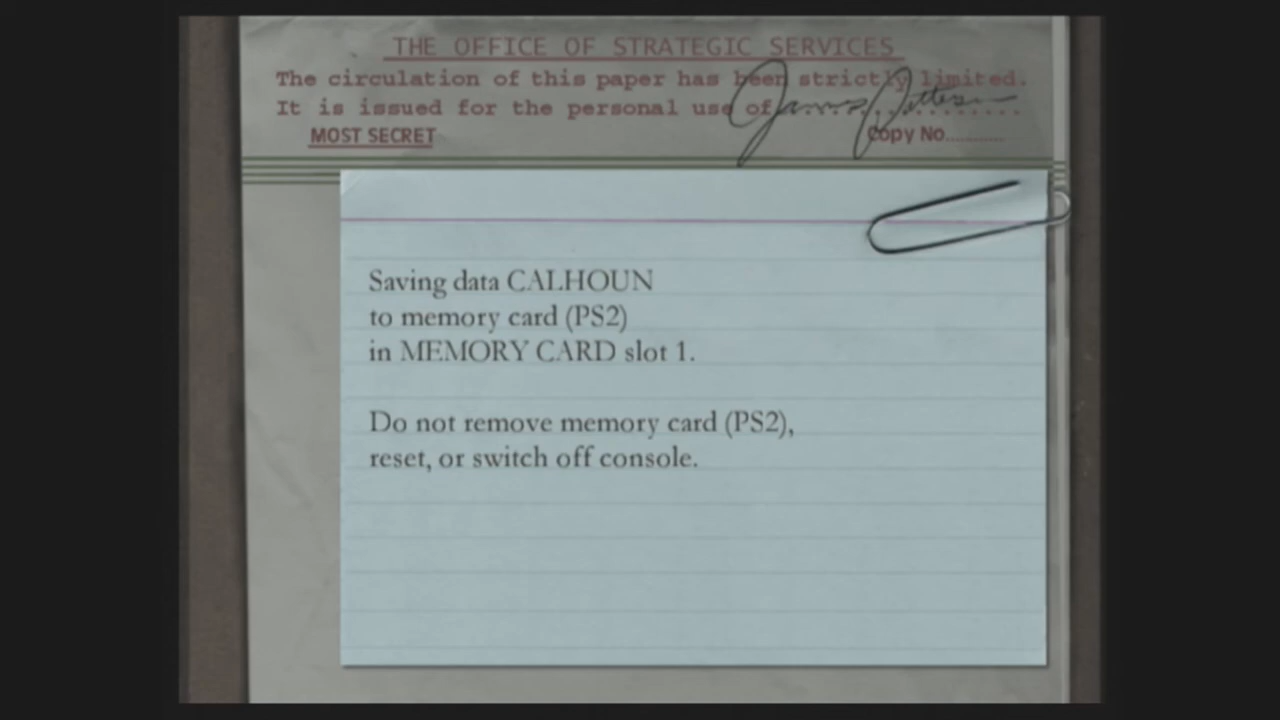 THE OFFICE OF STRATEGIC SERVICES
The circulation of this paper has been strictly limited.
It is issued for the personal use of....................
MOST SECRET
Copy No............
Saving data CALHOUN
to memory card (PS2)
in MEMORY CARD slot 1.
Do not remove memory card (PS2),
reset, or switch off console.